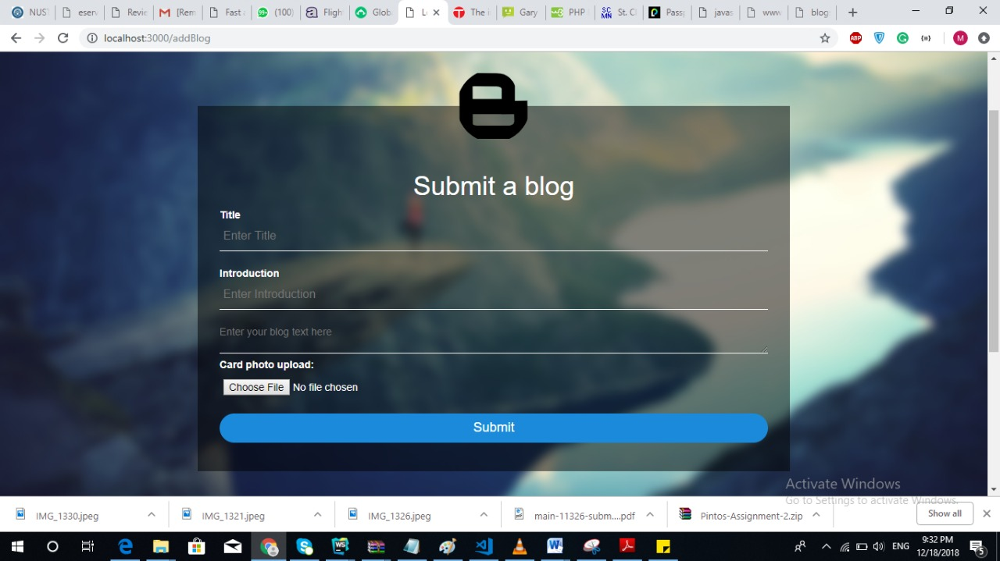 NUS
eserv
Revie
[Rem
Fast a
(100)
Fligh
Glob
Lo
The i
Gary
PHP
St. Cl
Pass
javas
www
blog
localhost:3000/addBlog
ABP
M
Submit a blog
Title
Enter Title
Introduction
Enter Introduction
Enter your blog text here
Card photo upload:
Choose File No file chosen
Submit
Activate Windows
Go to Settings to activate Windows.
IMG_1330.jpeg
IMG_1321.jpeg
IMG_1326.jpeg
main-11326-subm....pdf
Pintos-Assignment-2.zip
Show all
ENG
9:32 PM
12/18/2018
5